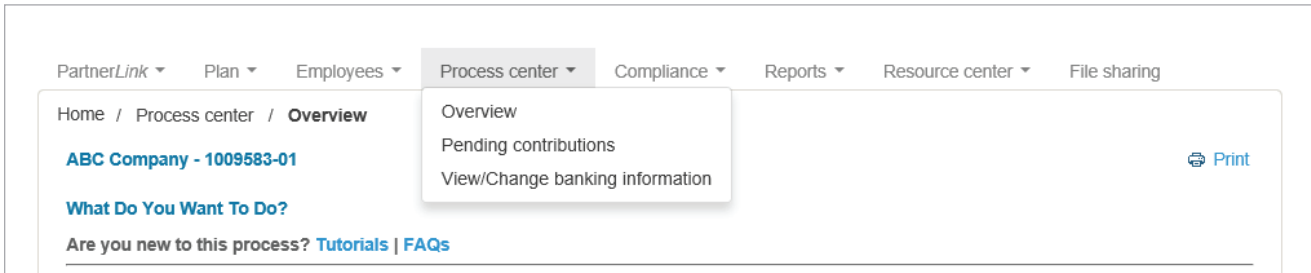 PartnerLink Plan Employees Process center Compliance Reports Resource center File sharing
Home / Process center / Overview
Overview
Pending contributions
View/Change banking information
ABC Company - 1009583-01
Print
What Do You Want To Do?
Are you new to this process? Tutorials | FAQs